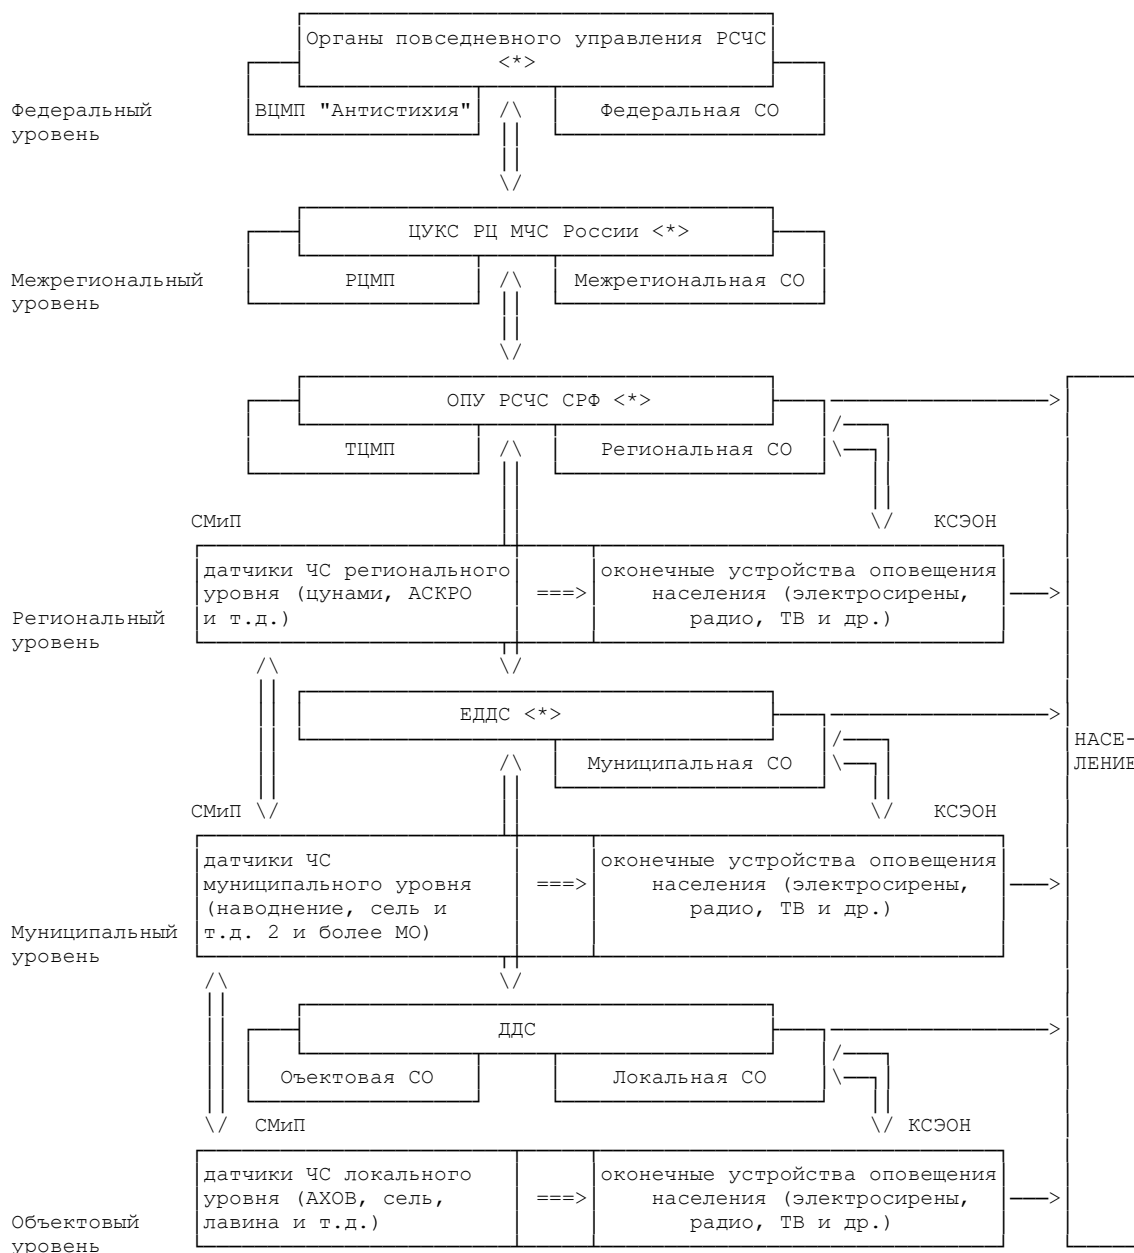 Органы повседневного управления РСЧС
<*>
Федеральный
уровень
ВЦМП "Антистихия"
Федеральная СО
ЦУКС РЦ МЧС России <*>
Межрегиональный
уровень
РЦМП
Межрегиональная СО
ОПУ РСЧС СРФ <*>
ТЦМП
Региональная СО
СМиП
КСЭОН
датчики ЧС регионального
уровня (цунами, АСКРО
и т.д.)
===>
оконечные устройства оповещения
населения (электросирены,
радио, ТВ и др.)
Региональный
уровень
ЕДДС <*>
Муниципальная СО
НАСЕ-
ЛЕНИЕ
СМиП
КСЭОН
датчики ЧС
муниципального уровня
(наводнение, сель и
т.д. 2 и более МО)
===>
оконечные устройства оповещения
населения (электросирены,
радио, ТВ и др.)
Муниципальный
уровень
ДДС
Оъектовая СО
Локальная СО
СМиП
КСЭОН
датчики ЧС локального
уровня (АХОВ, сель,
лавина и т.д.)
===>
оконечные устройства оповещения
населения (электросирены,
радио, ТВ и др.)
Объектовый
уровень